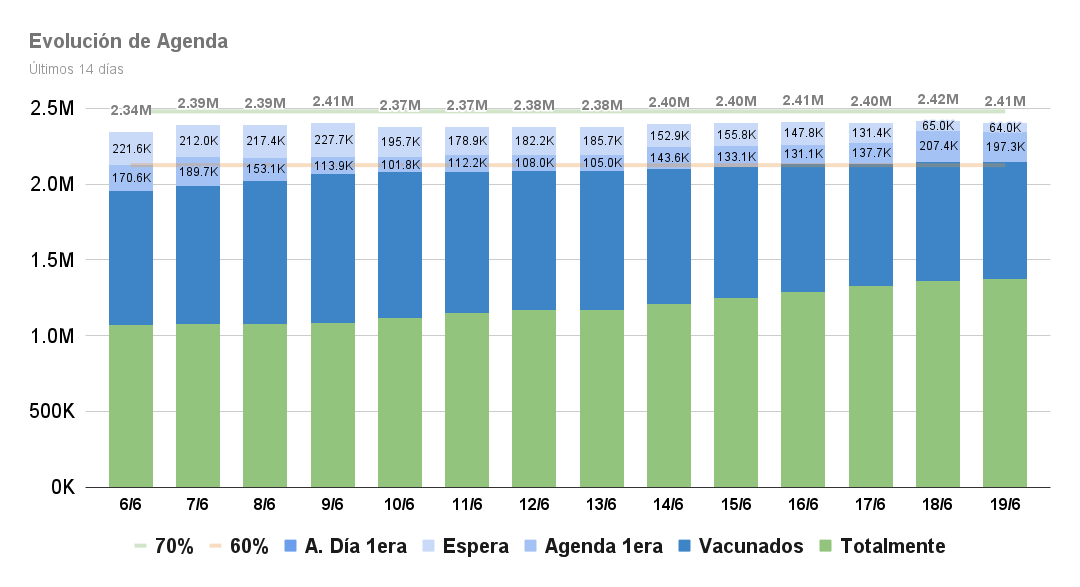 Evolución de Agenda
Últimos 14 días
2.34M 2.39M 2.39M 2.41M 2.37M 2.37M 2.38M 2.38M 2.40M 2.40M 2.41M 2.40M 2.42M 2.41M
221.6K 212.0K 217.4K 227.7K 195.7K 178.9K 182.2K 185.7K 152.9K 155.8K 147.8K 131.4K 65.0K 64.0K
170.6K 189.7K 153.1K 113.9K 101.8K 112.2K 108.0K 105.0K 143.6K 133.1K 131.1K 137.7K 207.4K 197.3K
2.5M
2.0M
1.5M
1.0M
500K
0K
6/6 7/6 8/6 9/6 10/6 11/6 12/6 13/6 14/6 15/6 16/6 17/6 18/6 19/6
70% 60% A. Día 1era Espera Agenda 1era Vacunados Totalmente